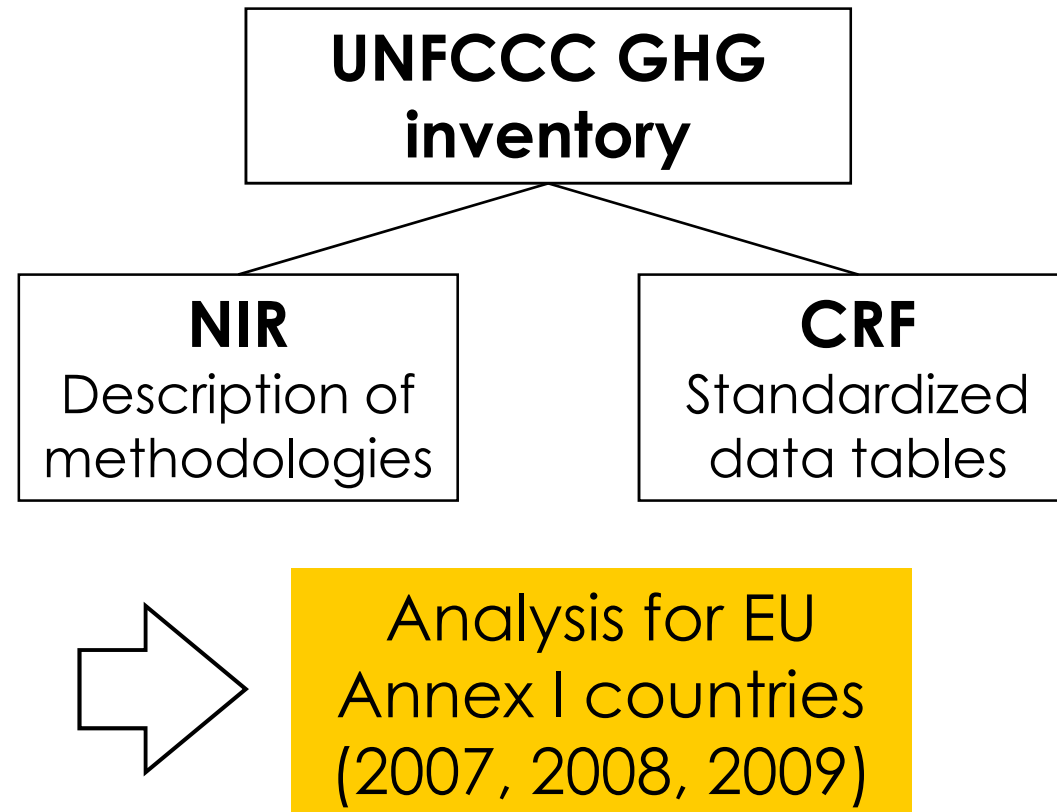 UNFCCC GHG
inventory
NIR
Description of
methodologies
CRF
Standardized
data tables
Analysis for EU
Annex I countries
(2007, 2008, 2009)